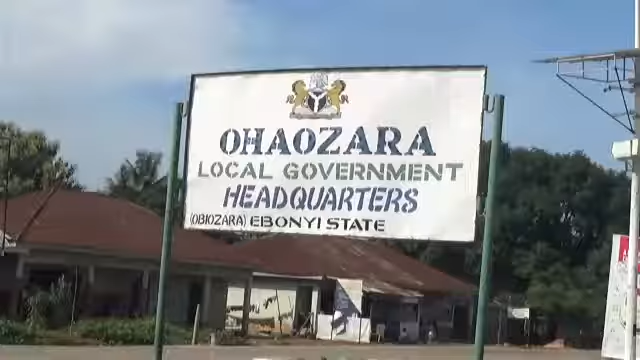 OHAOZARA
LOCAL GOVERNMENT
HEADQUARTERS
(OBIOZARA) EBONYI STATE